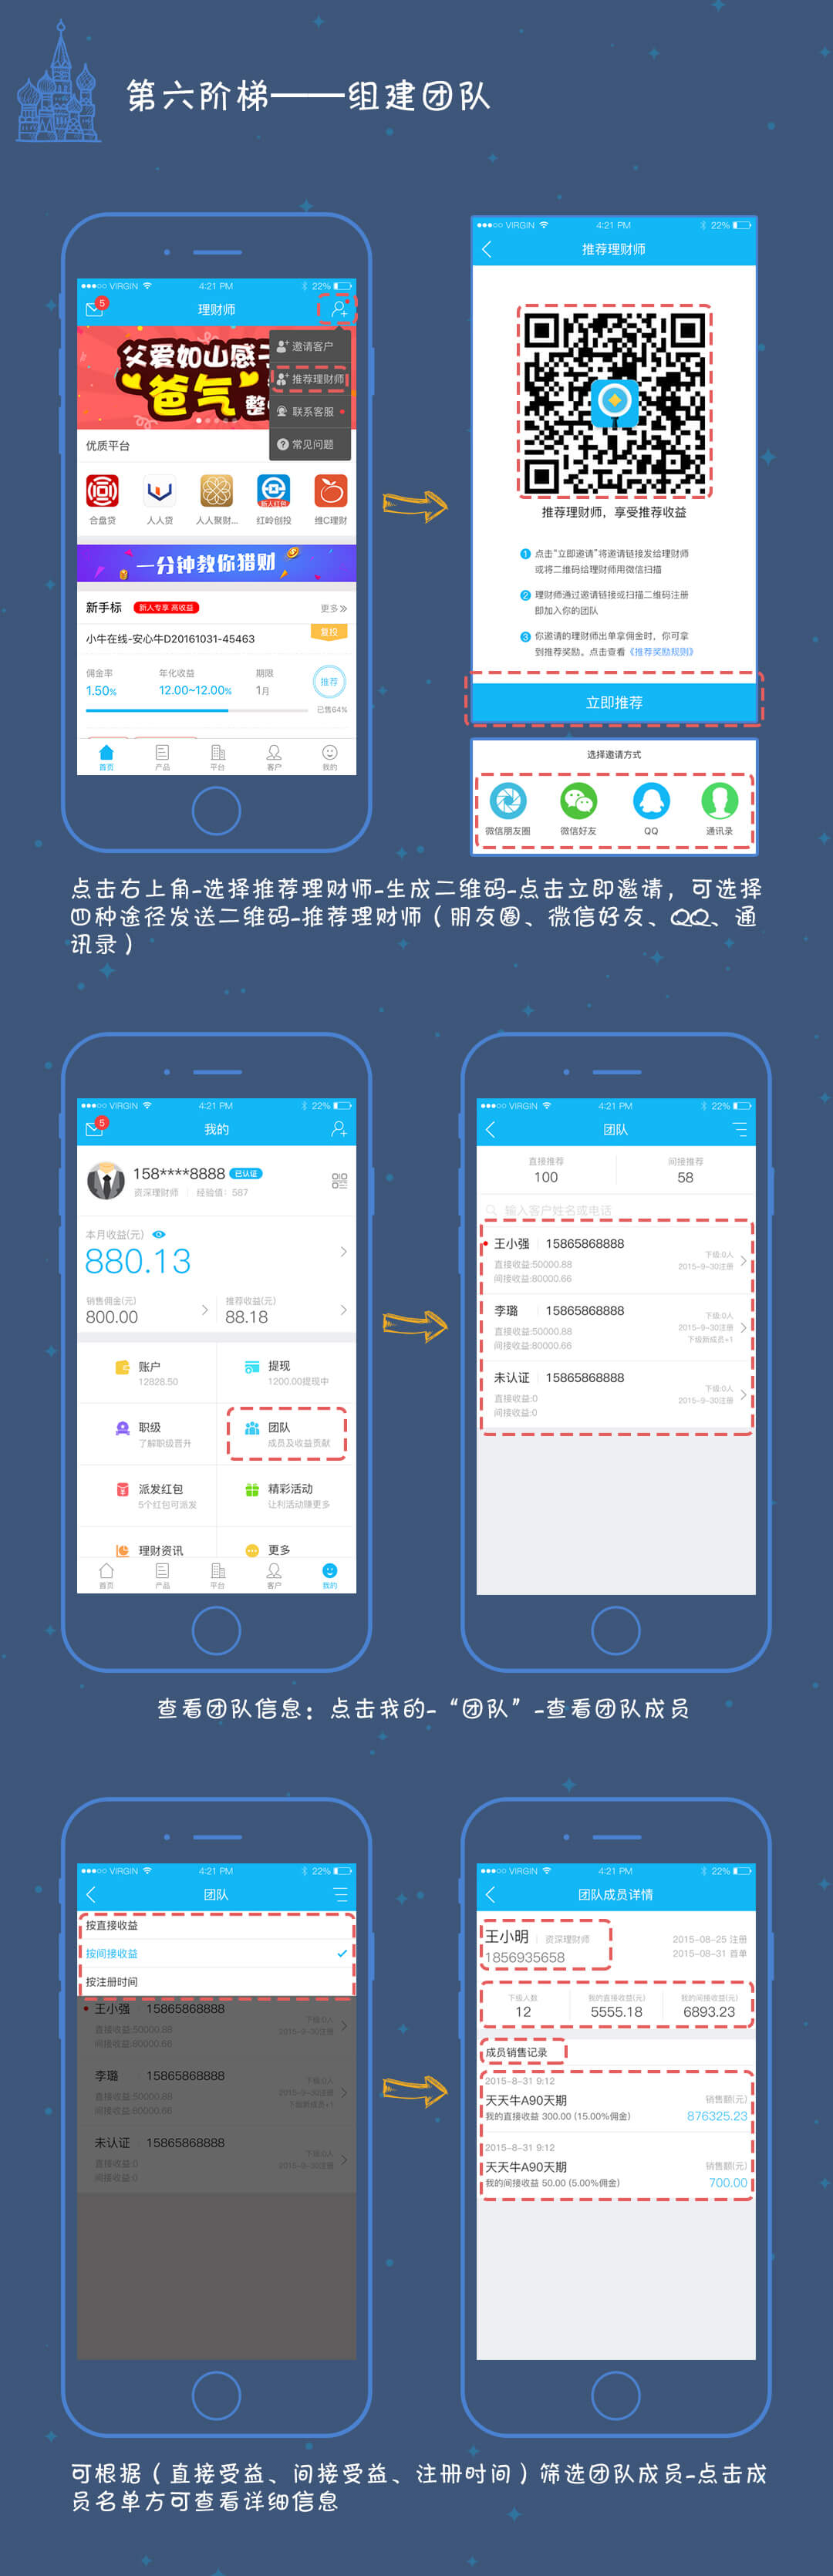 第六阶梯——组建团队
VIRGIN 4:21 PM 22%
5
理财师
父爱如山感
爸气
整
邀请客户
推荐理财师
联系客服
常见问题
优质平台
合盘贷 人人贷 人人聚财... 红岭创投 维C理财
新人红包
一分钟教你猎财
新手标 新人专享 高收益 更多
小牛在线-安心牛D20161031-45463
复投
佣金率 年化收益 期限
1.50% 12.00~12.00% 1月
推荐
已售64%
首页 产品 平台 客户 我的
VIRGIN 4:21 PM 22%
推荐理财师
推荐理财师，享受推荐收益
1 点击“立即邀请”将邀请链接发给理财师
或将二维码给理财师用微信扫描
2 理财师通过邀请链接或扫描二维码注册
即加入你的团队
3 你邀请的理财师出单拿佣金时，你可拿
到推荐奖励。点击查看《推荐奖励规则》
立即推荐
选择邀请方式
微信朋友圈 微信好友 QQ 通讯录
点击右上角-选择推荐理财师-生成二维码-点击立即邀请，可选择
四种途径发送二维码-推荐理财师（朋友圈、微信好友、QQ、通
讯录）
VIRGIN 4:21 PM 22%
5
我的
158****8888 已认证
资深理财师 经验值：587
本月收益(元)
880.13
销售佣金(元) 推荐收益(元)
800.00 88.18
账户 提现
12828.50 1200.00提现中
职级 团队
了解职级晋升 成员及收益贡献
派发红包 精彩活动
5个红包可派发 让利活动赚更多
理财资讯 更多
首页 产品 平台 客户 我的
VIRGIN 4:21 PM 22%
团队
直接推荐 间接推荐
100 58
输入客户姓名或电话
王小强 15865868888
直接收益:50000.88
间接收益:80000.66
下级:0人
2015-9-30注册
李璐 15865868888
直接收益:50000.88
间接收益:80000.66
下级:0人
2015-9-30注册
下级新成员+1
未认证 15865868888
直接收益:0
间接收益:0
下级:0人
2015-9-30注册
查看团队信息：点击我的-“团队”-查看团队成员
VIRGIN 4:21 PM 22%
团队
按直接收益
按间接收益
按注册时间
王小强 15865868888
直接收益:50000.88
间接收益:80000.66
下级:0人
2015-9-30注册
李璐 15865868888
直接收益:50000.88
间接收益:80000.66
下级:0人
2015-9-30注册
下级新成员+1
未认证 15865868888
直接收益:0
间接收益:0
下级:0人
2015-9-30注册
VIRGIN 4:21 PM 22%
团队成员详情
王小明 资深理财师
1856935658
2015-08-25 注册
2015-08-31 首单
下级人数 我的直接收益(元) 我的间接收益(元)
12 5555.18 6893.23
成员销售记录
2015-8-31 9:12
天天牛A90天期 销售额(元)
我的直接收益 300.00 (15.00%佣金) 876325.23
2015-8-31 9:12
天天牛A90天期 销售额(元)
我的间接收益 50.00 (5.00%佣金) 700.00
可根据（直接受益、间接受益、注册时间）筛选团队成员-点击成
员名单方可查看详细信息